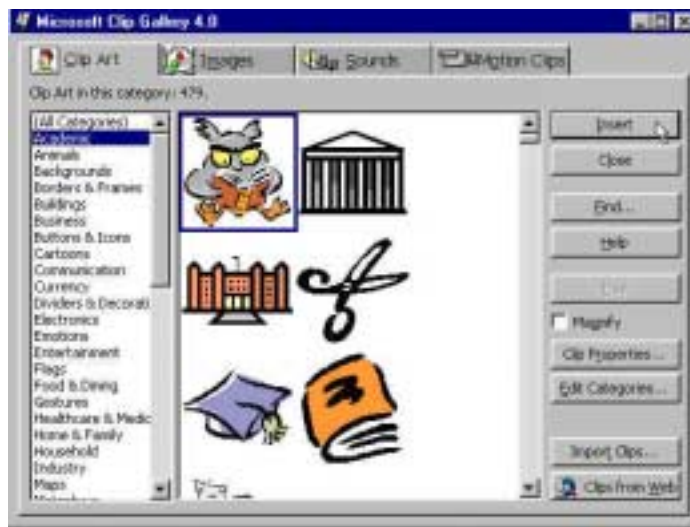 Microsoft Clip Gallery 4.0
Clip Art
Images
Sounds
Motion Clips
Clip Art in this category: 479.
(All Categories)
Academic
Animals
Backgrounds
Borders & Frames
Buildings
Business
Buttons & Icons
Cartoons
Communication
Currency
Dividers & Decorati
Electronics
Emotions
Entertainment
Flags
Food & Dining
Gestures
Healthcare & Medic
Home & Family
Household
Industry
Maps
Insert
Close
Find...
Help
Magnify
Clip Properties...
Edit Categories...
Import Clips...
Clips from Web